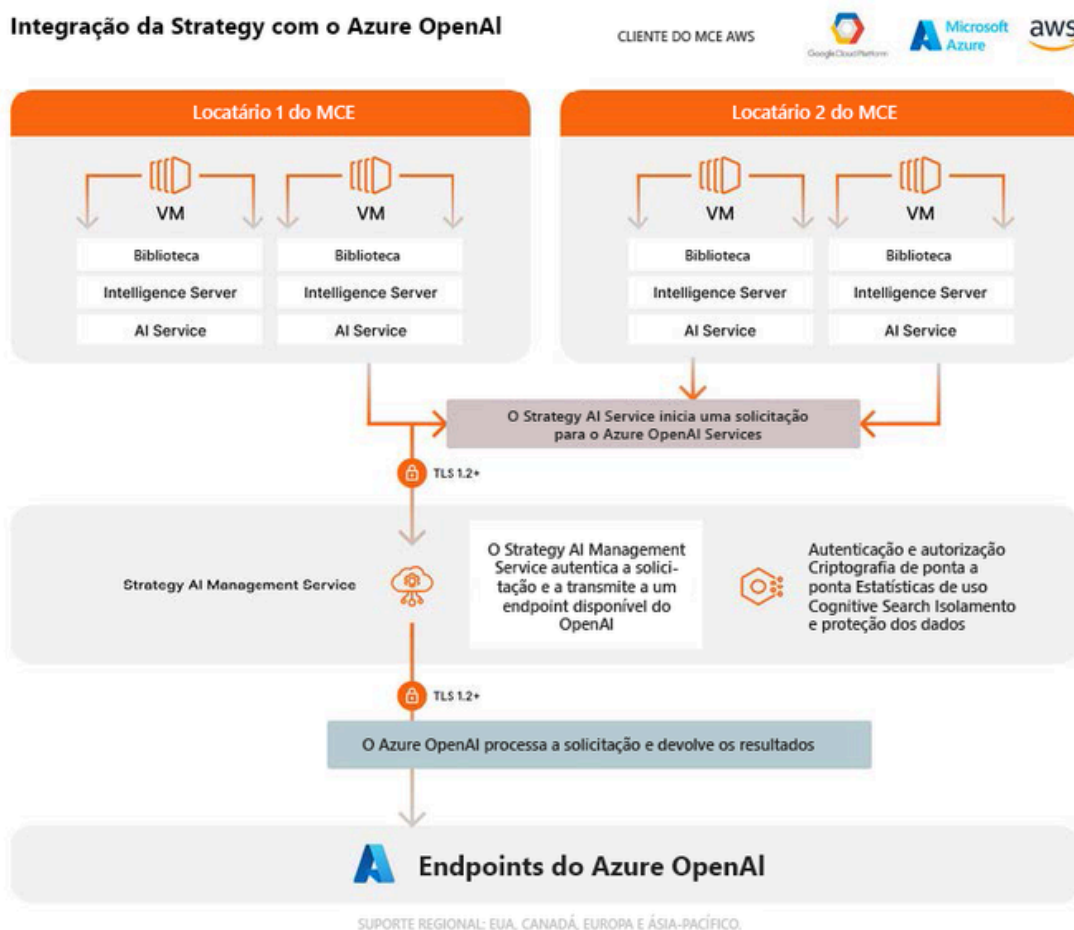 Integração da Strategy com o Azure OpenAI
CLIENTE DO MCE AWS
Google Cloud Platform
Microsoft
Azure
aws
Locatário 1 do MCE
VM
VM
Biblioteca
Biblioteca
Intelligence Server
Intelligence Server
AI Service
AI Service
Locatário 2 do MCE
VM
VM
Biblioteca
Biblioteca
Intelligence Server
Intelligence Server
AI Service
AI Service
O Strategy AI Service inicia uma solicitação
para o Azure OpenAI Services
TLS 1.2+
Strategy AI Management Service
O Strategy AI Management
Service autentica a solici-
tação e a transmite a um
endpoint disponível do
OpenAI
Autenticação e autorização
Criptografia de ponta a
ponta Estatísticas de uso
Cognitive Search Isolamento
e proteção dos dados
TLS 1.2+
O Azure OpenAI processa a solicitação e devolve os resultados
Endpoints do Azure OpenAI
SUPORTE REGIONAL: EUA, CANADÁ, EUROPA E ÁSIA-PACÍFICO.